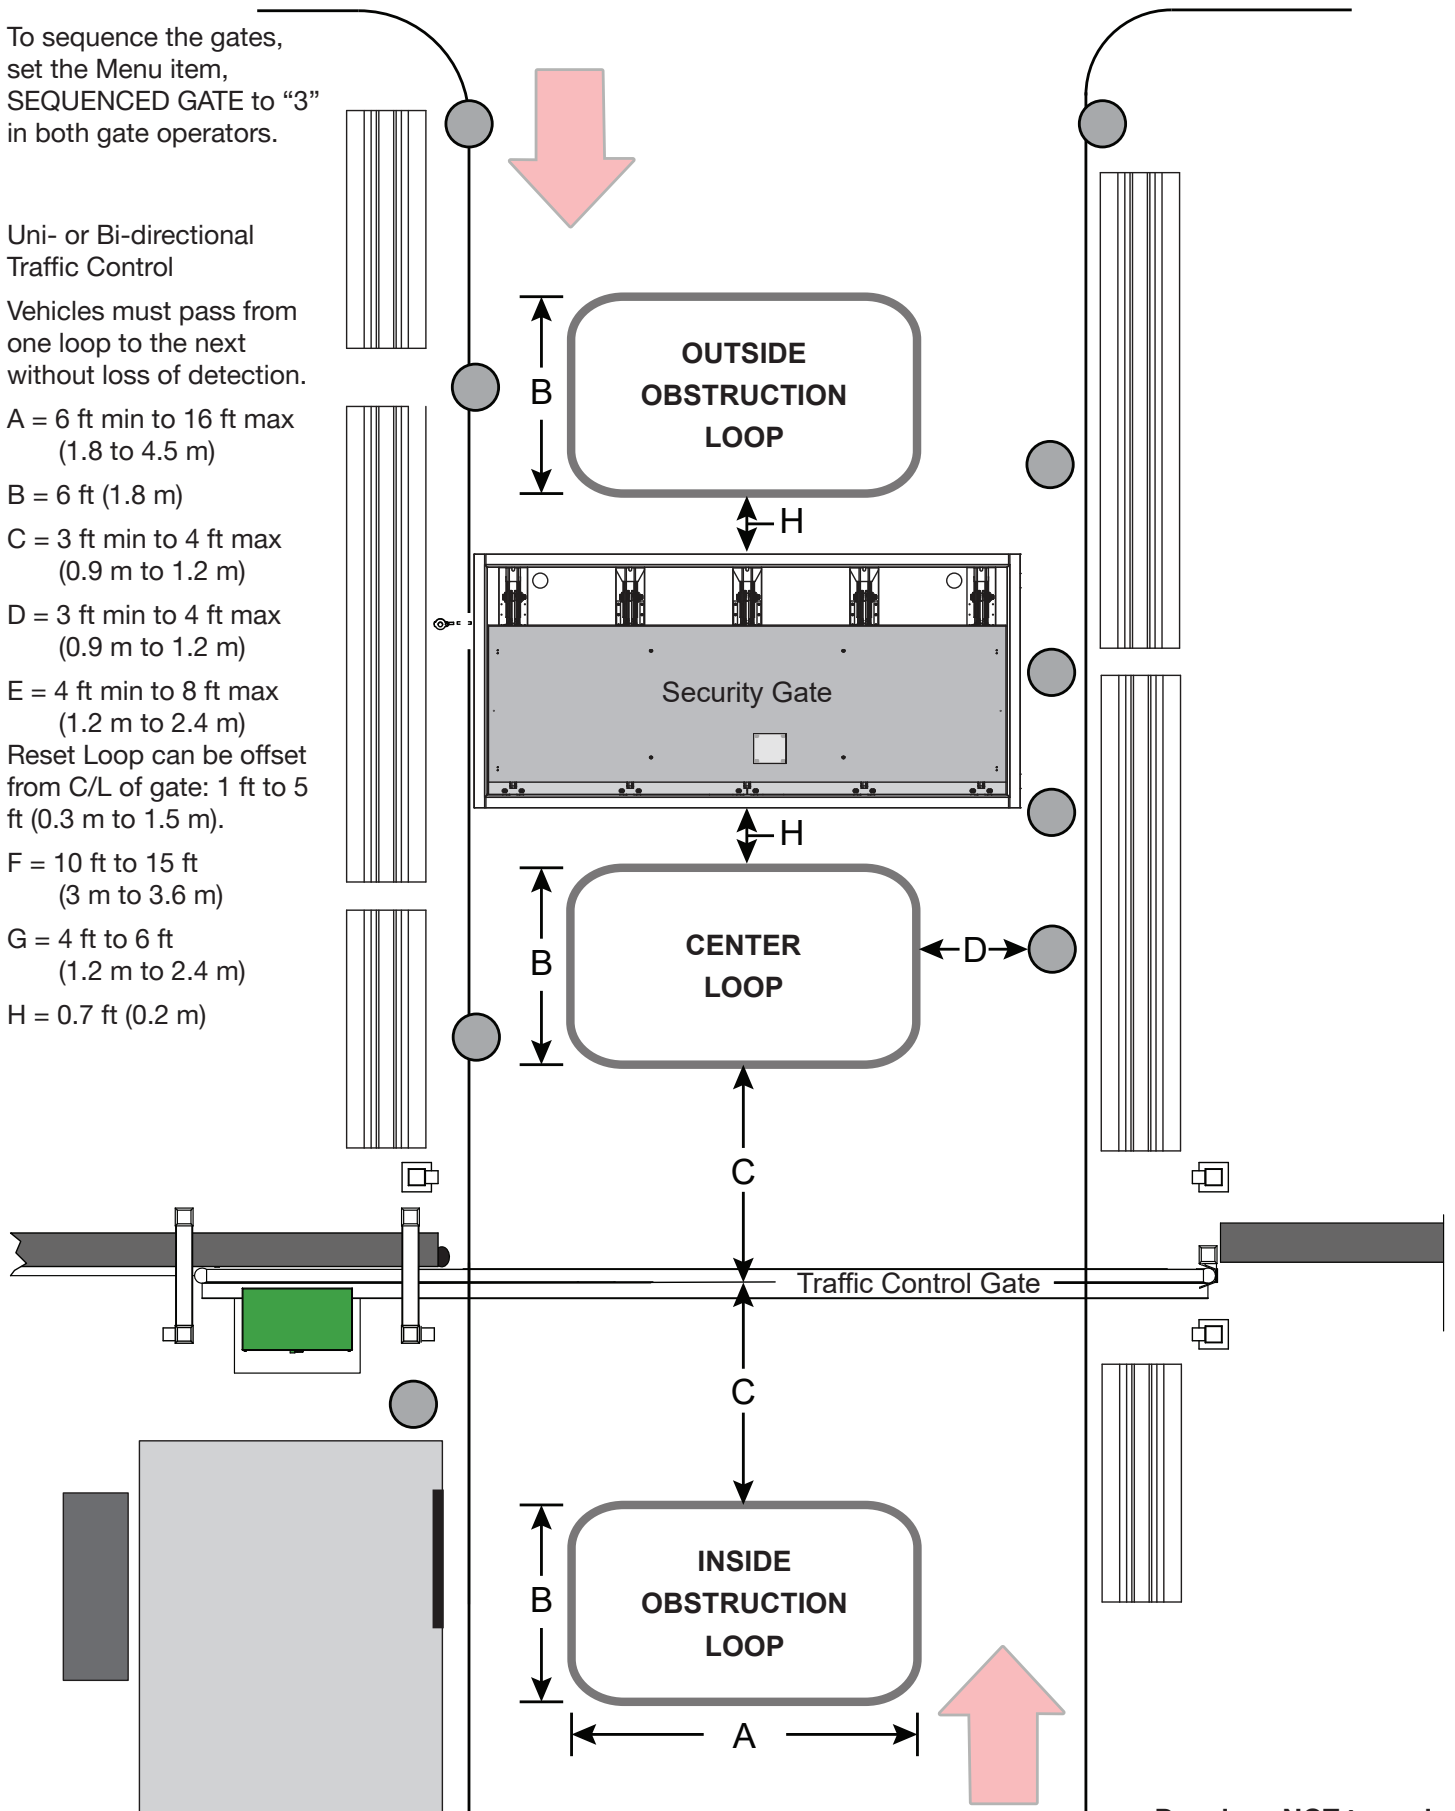 To sequence the gates,
set the Menu item,
SEQUENCED GATE to “3”
in both gate operators.
Uni- or Bi-directional
Traffic Control
Vehicles must pass from
one loop to the next
without loss of detection.
A = 6 ft min to 16 ft max
(1.8 to 4.5 m)
B = 6 ft (1.8 m)
C = 3 ft min to 4 ft max
(0.9 m to 1.2 m)
D = 3 ft min to 4 ft max
(0.9 m to 1.2 m)
E = 4 ft min to 8 ft max
(1.2 m to 2.4 m)
Reset Loop can be offset
from C/L of gate: 1 ft to 5
ft (0.3 m to 1.5 m).
F = 10 ft to 15 ft
(3 m to 3.6 m)
G = 4 ft to 6 ft
(1.2 m to 2.4 m)
H = 0.7 ft (0.2 m)
B
OUTSIDE
OBSTRUCTION
LOOP
H
Security Gate
H
B
CENTER
LOOP
D
C
Traffic Control Gate
C
B
INSIDE
OBSTRUCTION
LOOP
A